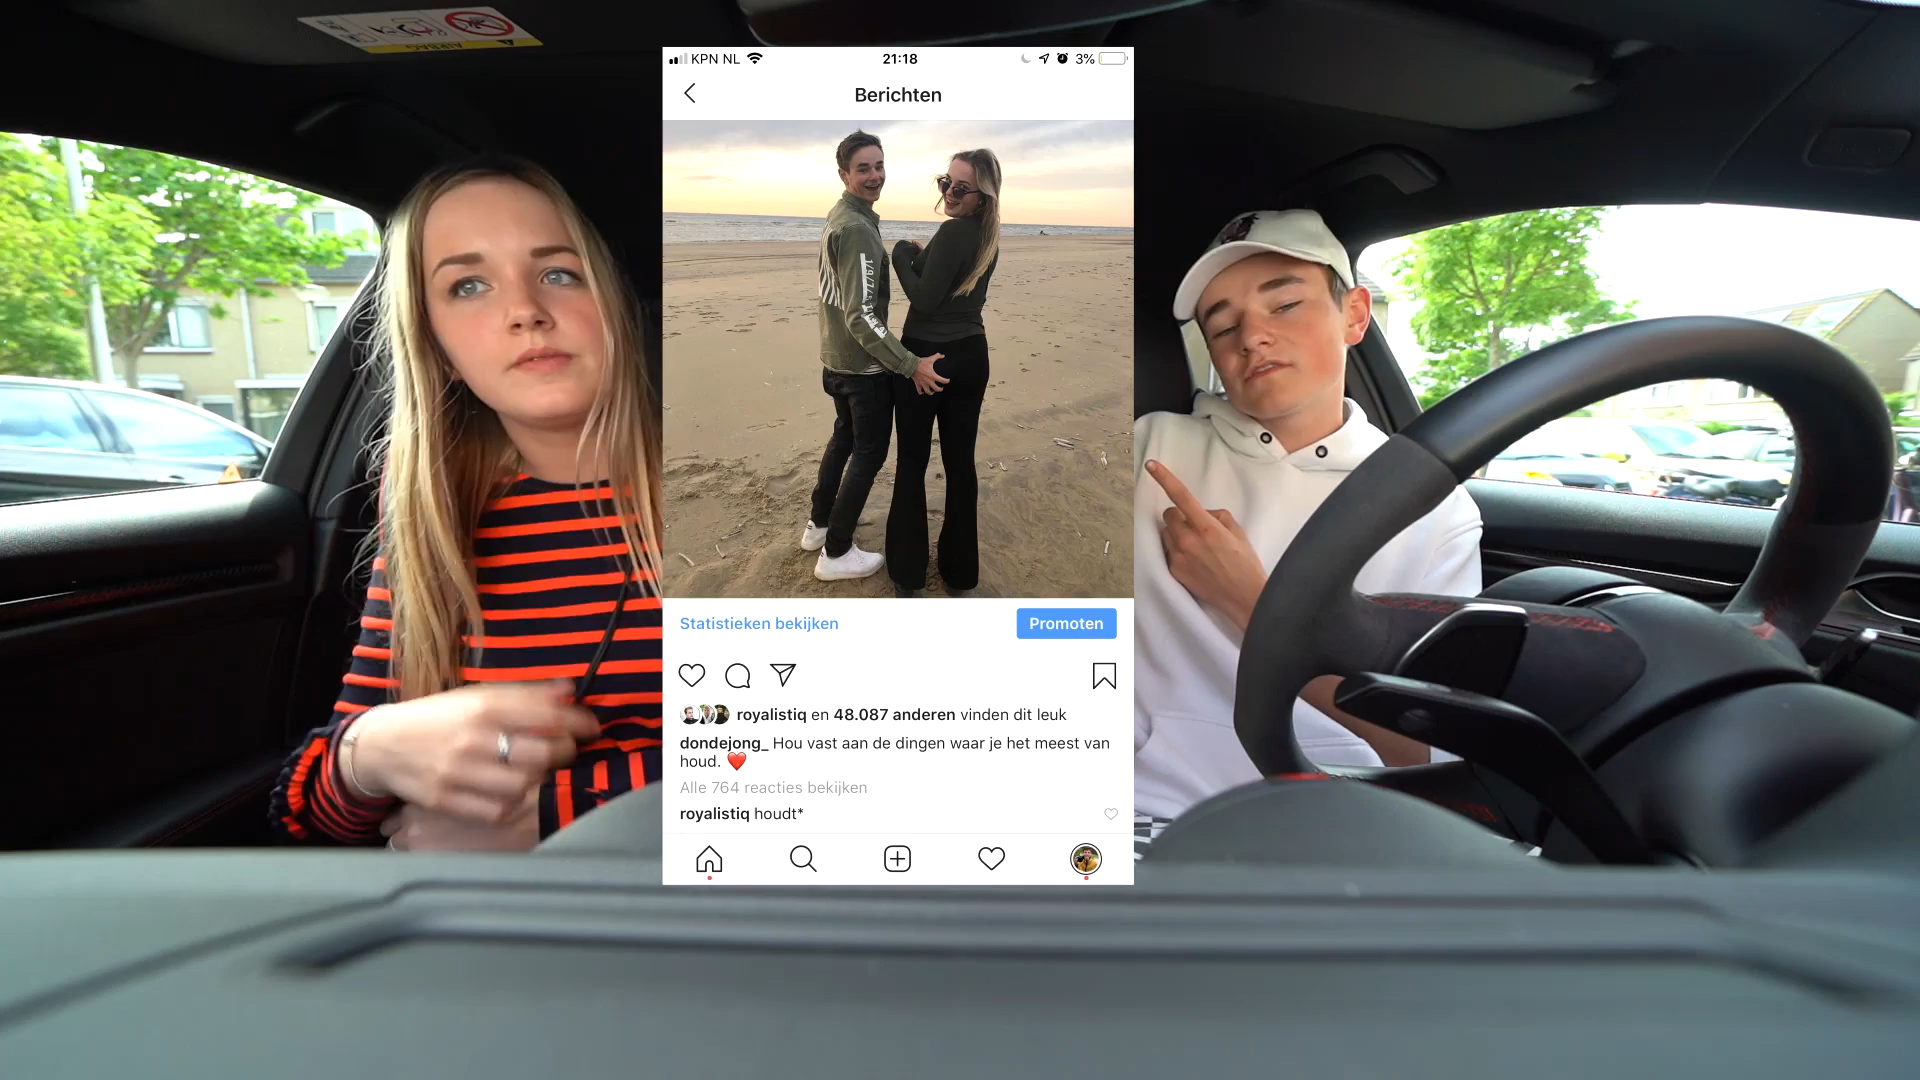 AIRBAG
KPN NL 21:18 3%
Berichten
Statistieken bekijken Promoten
royalistiq en 48.087 anderen vinden dit leuk
dondejong_ Hou vast aan de dingen waar je het meest van
houd. ❤️
Alle 764 reacties bekijken
royalistiq houdt*